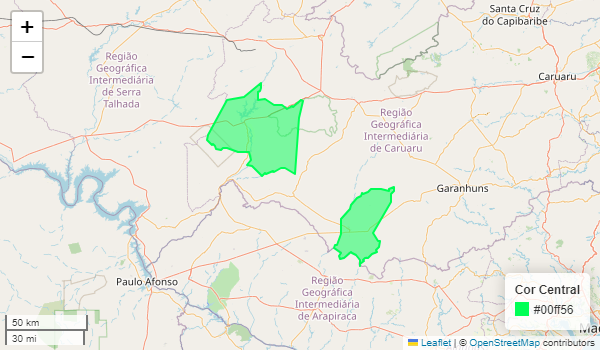 +
−
Santa Cruz
do Capibaribe
Região
Geográfica
Intermediária
de Serra
Talhada
Caruaru
Região
Geográfica
Intermediária
de Caruaru
Garanhuns
Paulo Afonso
Região
Geográfica
Intermediária
de Arapiraca
Cor Central
#00ff56
50 km
30 mi
Leaflet | © OpenStreetMap contributors